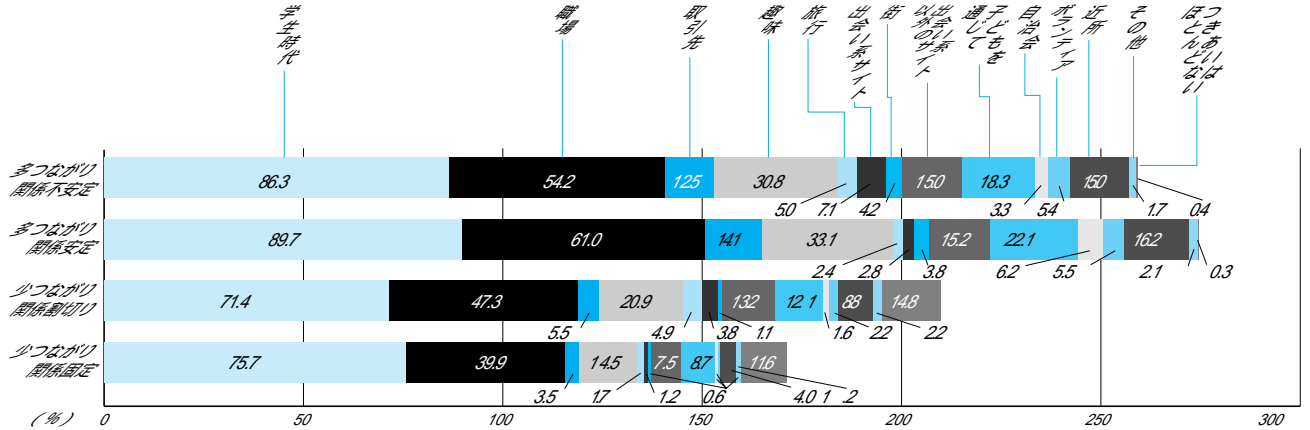 学生時代
職場
取引先
趣味
旅行
出会い系サイト
街
出会い系
以外のサイト
子どもを
通して
自治会
ボランティア
近所
その他
つきあいは
ほとんどない
多つながり
関係不安定
86.3
54.2
12.5
30.8
5.0
7.1
4.2
15.0
18.3
3.3
5.4
15.0
1.7
0.4
多つながり
関係安定
89.7
61.0
14.1
33.1
2.4
2.8
3.8
15.2
22.1
6.2
5.5
16.2
2.1
0.3
少つながり
関係割切り
71.4
47.3
5.5
20.9
4.9
3.8
1.1
13.2
12.1
1.6
2.2
8.8
2.2
14.8
少つながり
関係固定
75.7
39.9
3.5
14.5
1.7
1.2
7.5
8.7
0.6
4.0
1.2
11.6
(%)
0
50
100
150
200
250
300